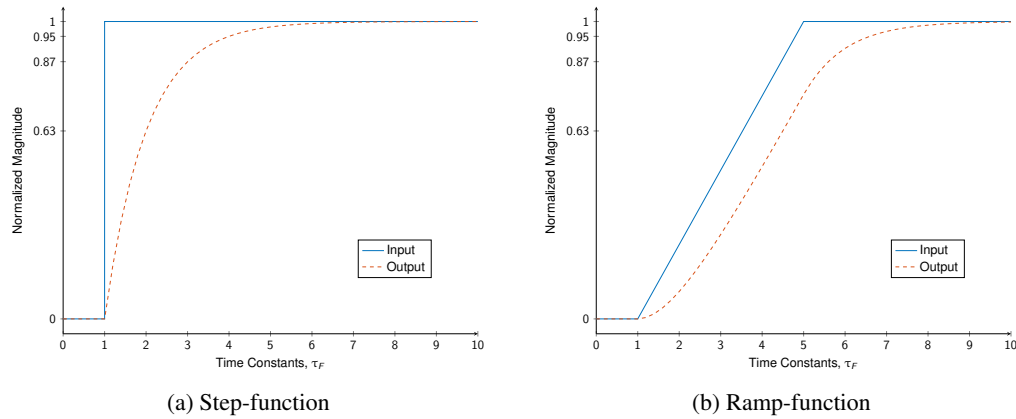 1
0.95
0.87
0.63
0
Normalized Magnitude
Input
Output
0 1 2 3 4 5 6 7 8 9 10
Time Constants, τF
(a) Step-function
1
0.95
0.87
0.63
0
Normalized Magnitude
Input
Output
0 1 2 3 4 5 6 7 8 9 10
Time Constants, τF
(b) Ramp-function